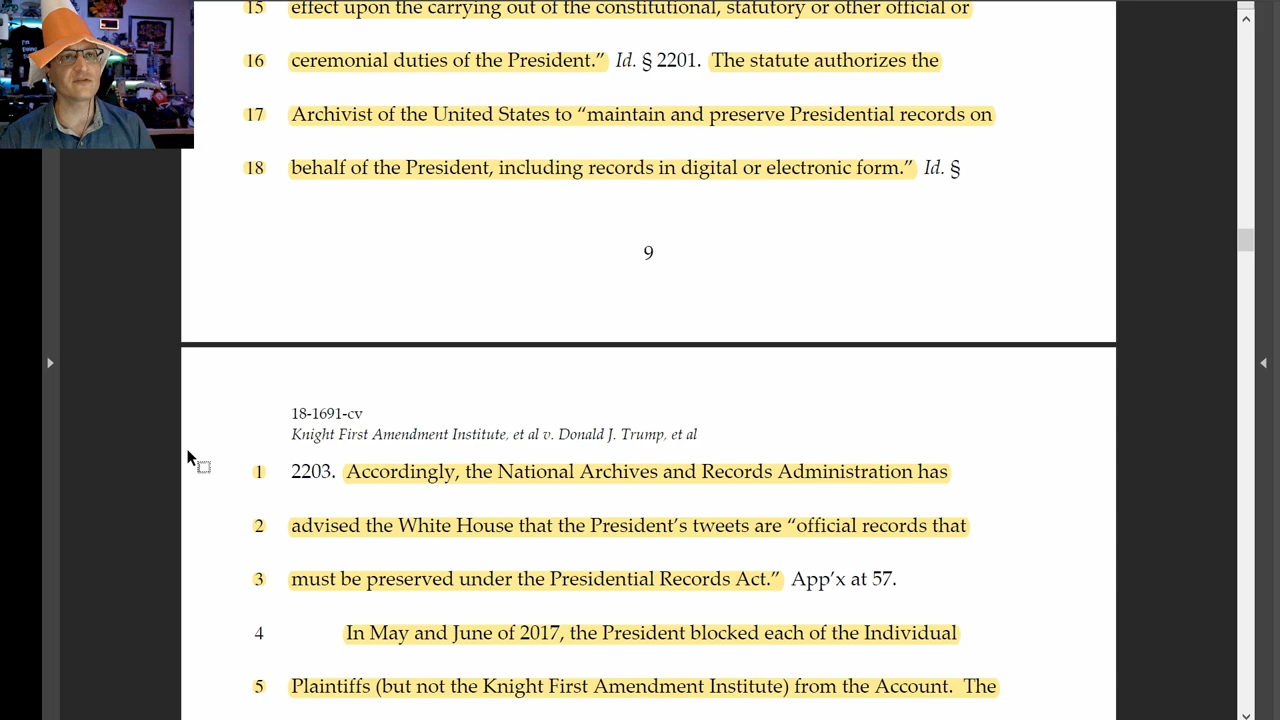 15 effect upon the carrying out of the constitutional, statutory or other official or
16 ceremonial duties of the President.” Id. § 2201. The statute authorizes the
17 Archivist of the United States to “maintain and preserve Presidential records on
18 behalf of the President, including records in digital or electronic form.” Id. §
9
18-1691-cv
Knight First Amendment Institute, et al v. Donald J. Trump, et al
1 2203. Accordingly, the National Archives and Records Administration has
2 advised the White House that the President’s tweets are “official records that
3 must be preserved under the Presidential Records Act.” App’x at 57.
4 In May and June of 2017, the President blocked each of the Individual
5 Plaintiffs (but not the Knight First Amendment Institute) from the Account. The